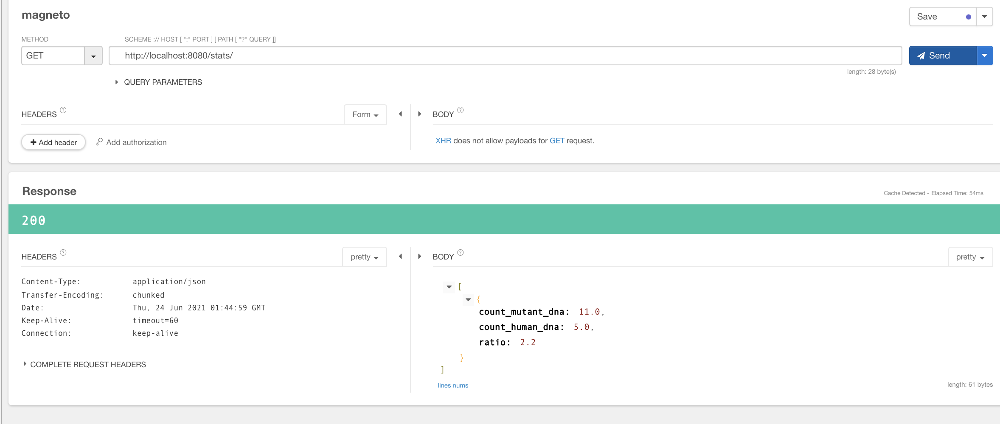 magneto
Save
METHOD
SCHEME :// HOST [ ":" PORT ] [ PATH [ "?" QUERY ]]
GET
http://localhost:8080/stats/
Send
length: 28 byte(s)
QUERY PARAMETERS
HEADERS ?
Form
BODY ?
Add header
Add authorization
XHR does not allow payloads for GET request.
Response
Cache Detected - Elapsed Time: 54ms
200
HEADERS ?
pretty
BODY ?
pretty
Content-Type: application/json
Transfer-Encoding: chunked
Date: Thu, 24 Jun 2021 01:44:59 GMT
Keep-Alive: timeout=60
Connection: keep-alive
COMPLETE REQUEST HEADERS
[
{
count_mutant_dna: 11.0,
count_human_dna: 5.0,
ratio: 2.2
}
]
lines nums
length: 61 bytes